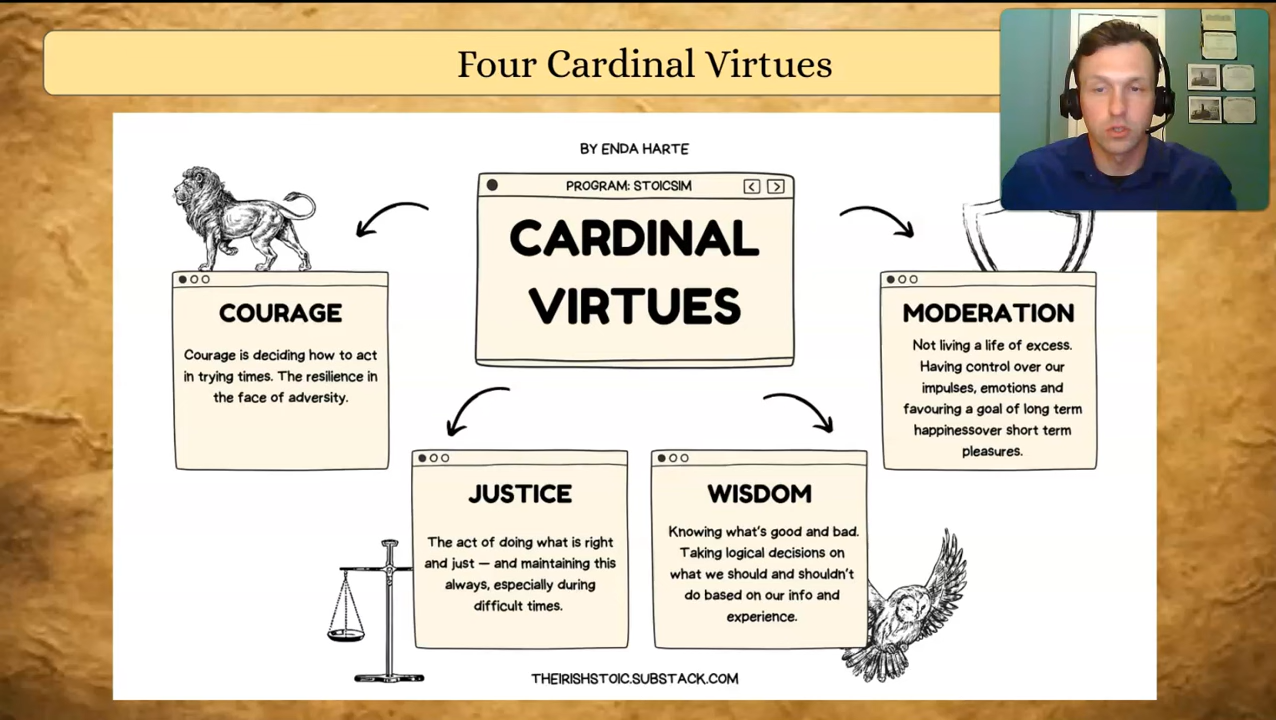 Four Cardinal Virtues
BY ENDA HARTE
PROGRAM: STOICSIM
CARDINAL
VIRTUES
COURAGE
Courage is deciding how to act
in trying times. The resilience in
the face of adversity.
MODERATION
Not living a life of excess.
Having control over our
impulses, emotions and
favouring a goal of long term
happinessover short term
pleasures.
JUSTICE
The act of doing what is right
and just — and maintaining this
always, especially during
difficult times.
WISDOM
Knowing what's good and bad.
Taking logical decisions on
what we should and shouldn't
do based on our info and
experience.
THEIRISHSTOIC.SUBSTACK.COM